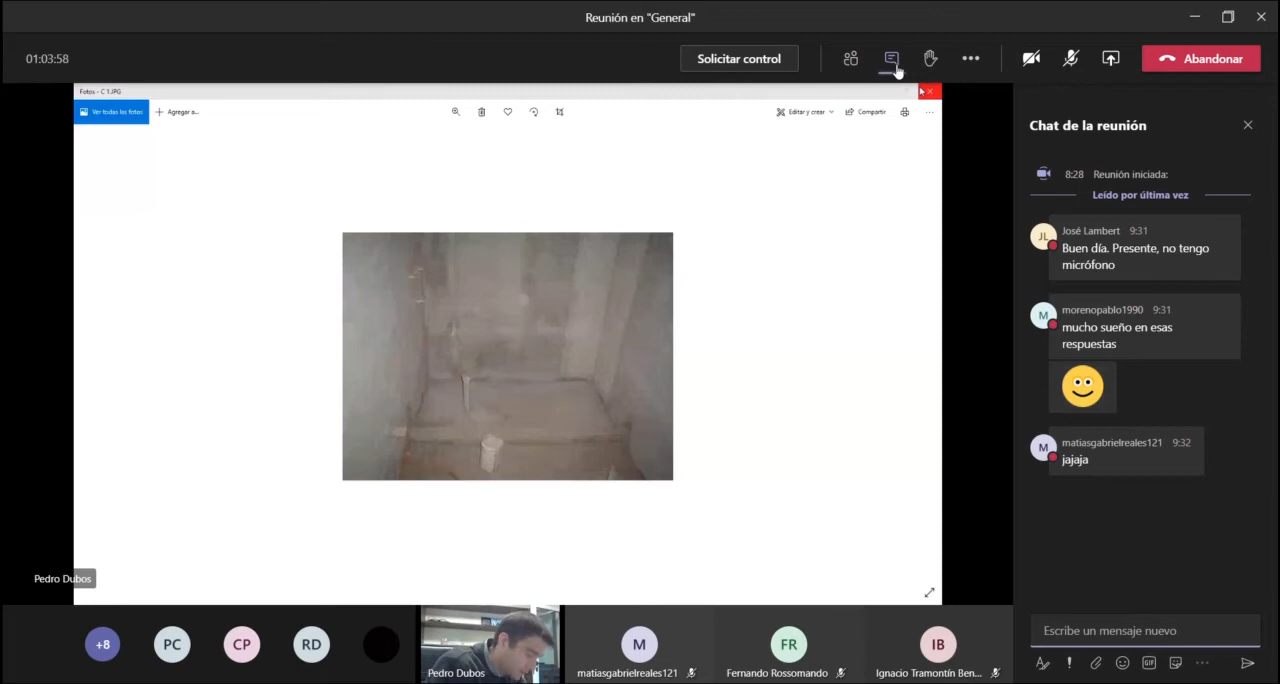 Reunión en "General"
01:03:58
Solicitar control
Abandonar
Fotos - C 1.JPG
Ver todas las fotos
Agregar a...
Editar y crear
Compartir
Chat de la reunión
8:28 Reunión iniciada:
Leído por última vez
JL
José Lambert 9:31
Buen día. Presente, no tengo
micrófono
M
morenopablo1990 9:31
mucho sueño en esas
respuestas
M
matiasgabrielreales121 9:32
jajaja
Pedro Dubos
+8
PC
CP
RD
Pedro Dubos
M
matiasgabrielreales121
FR
Fernando Rossomando
IB
Ignacio Tramontín Ben...
Escribe un mensaje nuevo
GIF